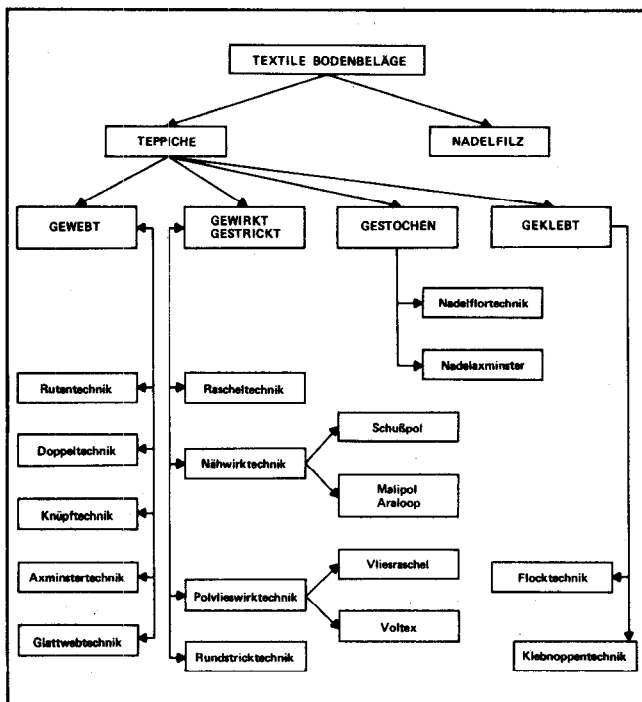 TEXTILE BODENBELÄGE
TEPPICHE
NADELFILZ
GEWEBT
GEWIRKT
GESTRICKT
GESTOCHEN
GEKLEBT
Nadelflortechnik
Nadelaxminster
Rutentechnik
Rascheltechnik
Schußpol
Doppeltechnik
Nähwirktechnik
Malipol
Araloop
Knüpftechnik
Vliesraschel
Axminstertechnik
Polvlieswirktechnik
Flocktechnik
Voltex
Glattwebtechnik
Rundstricktechnik
Klebnoppentechnik